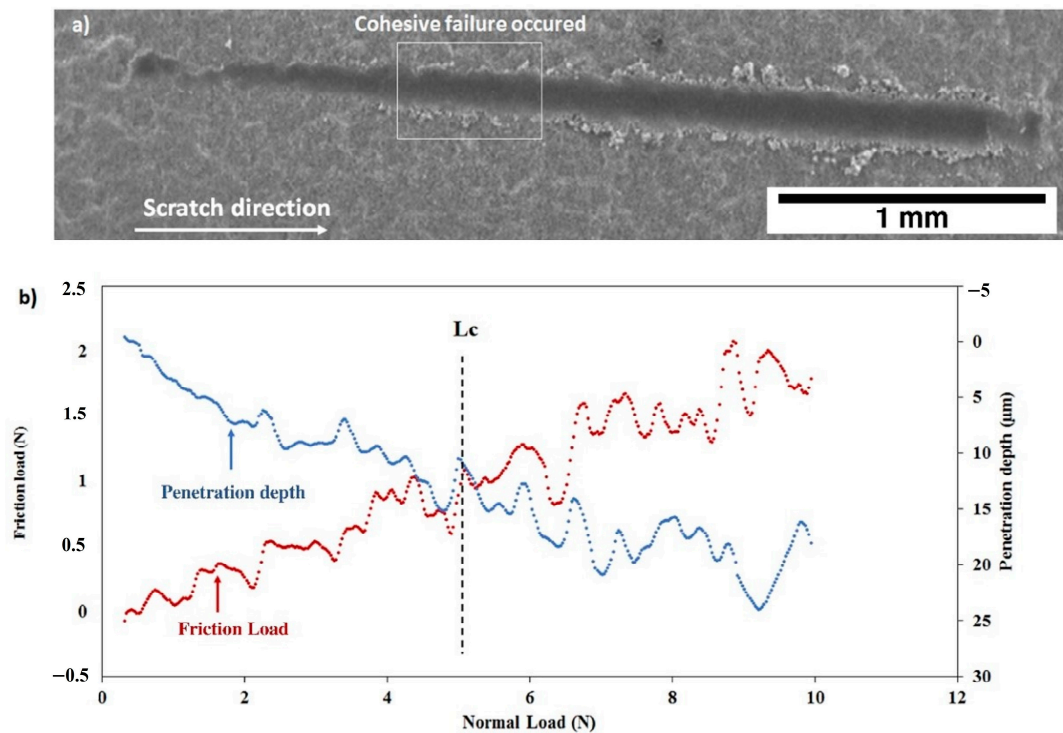 a)
Cohesive failure occured
Scratch direction
1 mm
b)
2.5
2
1.5
1
0.5
0
−0.5
Friction load (N)
Lc
Penetration depth
Friction Load
−5
0
5
10
15
20
25
30
Penetration depth (µm)
0
2
4
6
8
10
12
Normal Load (N)